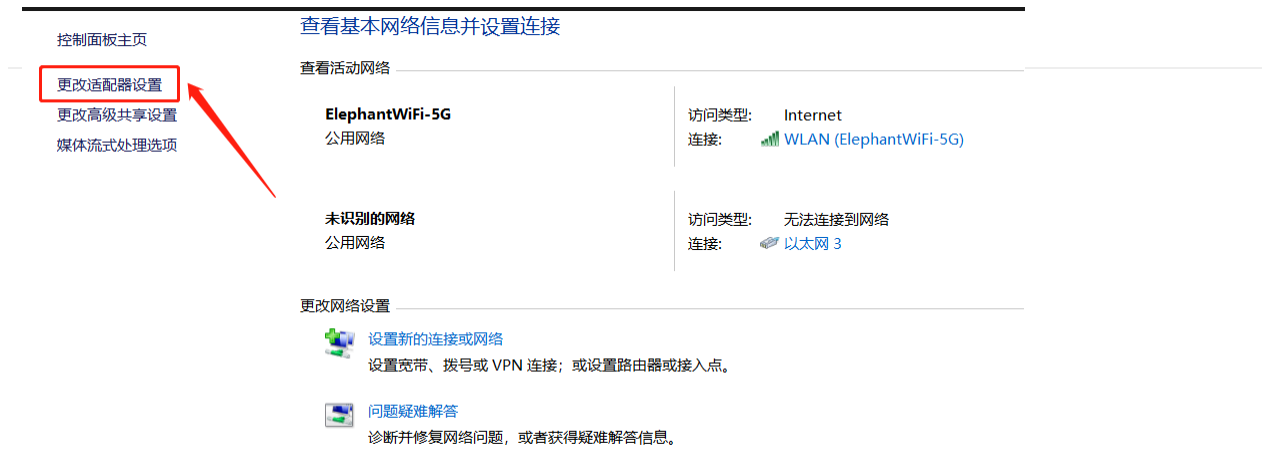 查看基本网络信息并设置连接
控制面板主页
更改适配器设置
更改高级共享设置
媒体流式处理选项
查看活动网络
ElephantWiFi-5G
公用网络
访问类型: Internet
连接: WLAN (ElephantWiFi-5G)
未识别的网络
公用网络
访问类型: 无法连接到网络
连接: 以太网 3
更改网络设置
设置新的连接或网络
设置宽带、拨号或 VPN 连接；或设置路由器或接入点。
问题疑难解答
诊断并修复网络问题，或者获得疑难解答信息。